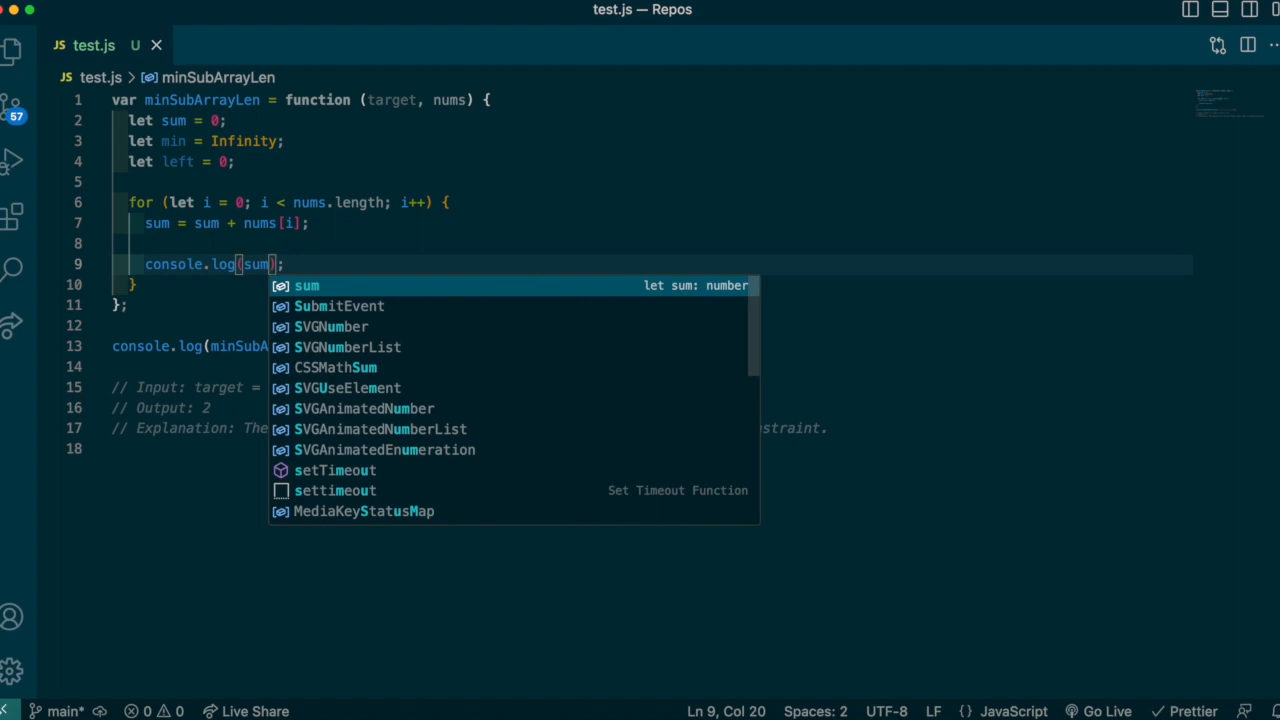 test.js — Repos
JS test.js U
57
JS test.js > minSubArrayLen
1 var minSubArrayLen = function (target, nums) {
2 let sum = 0;
3 let min = Infinity;
4 let left = 0;
5
6 for (let i = 0; i < nums.length; i++) {
7 sum = sum + nums[i];
8
9 console.log(sum);
10 }
11 };
12
13 console.log(minSubA
14
15 // Input: target =
16 // Output: 2
17 // Explanation: The
nstraint.
18
sum let sum: number
SubmitEvent
SVGNumber
SVGNumberList
CSSMathSum
SVGUseElement
SVGAnimatedNumber
SVGAnimatedNumberList
SVGAnimatedEnumeration
setTimeout
settimeout Set Timeout Function
MediaKeyStatusMap
main* 0 0 Live Share Ln 9, Col 20 Spaces: 2 UTF-8 LF {} JavaScript Go Live Prettier